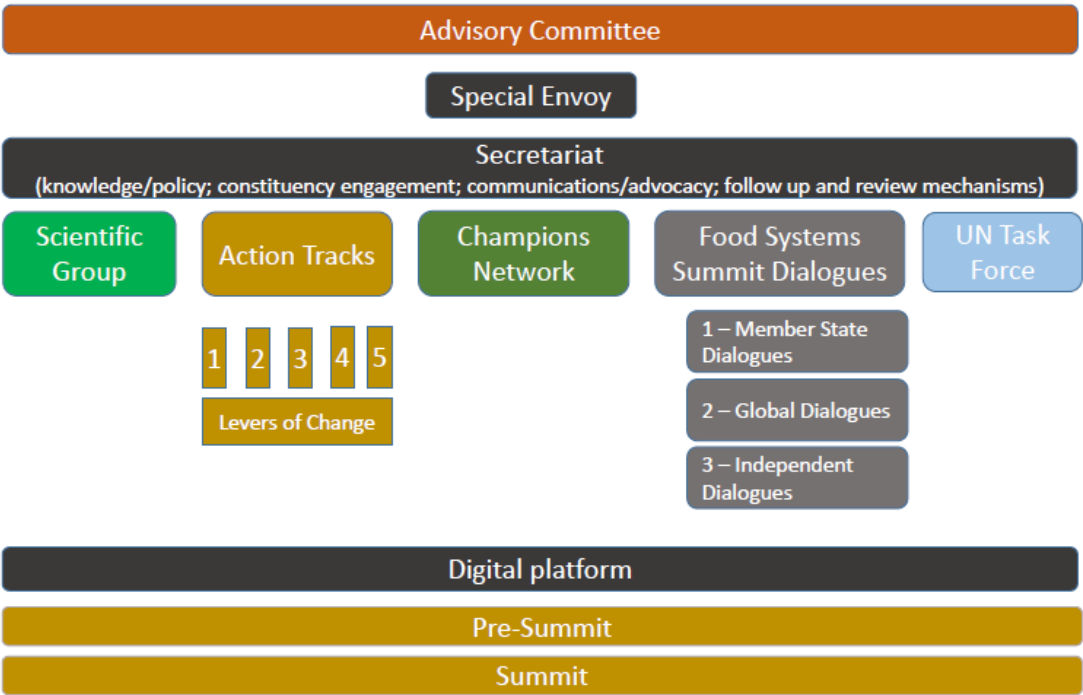 Advisory Committee
Special Envoy
Secretariat
(knowledge/policy; constituency engagement; communications/advocacy; follow up and review mechanisms)
Scientific
Group
Action Tracks
Champions
Network
Food Systems
Summit Dialogues
UN Task
Force
1 2 3 4 5
Levers of Change
1 – Member State
Dialogues
2 – Global Dialogues
3 – Independent
Dialogues
Digital platform
Pre-Summit
Summit